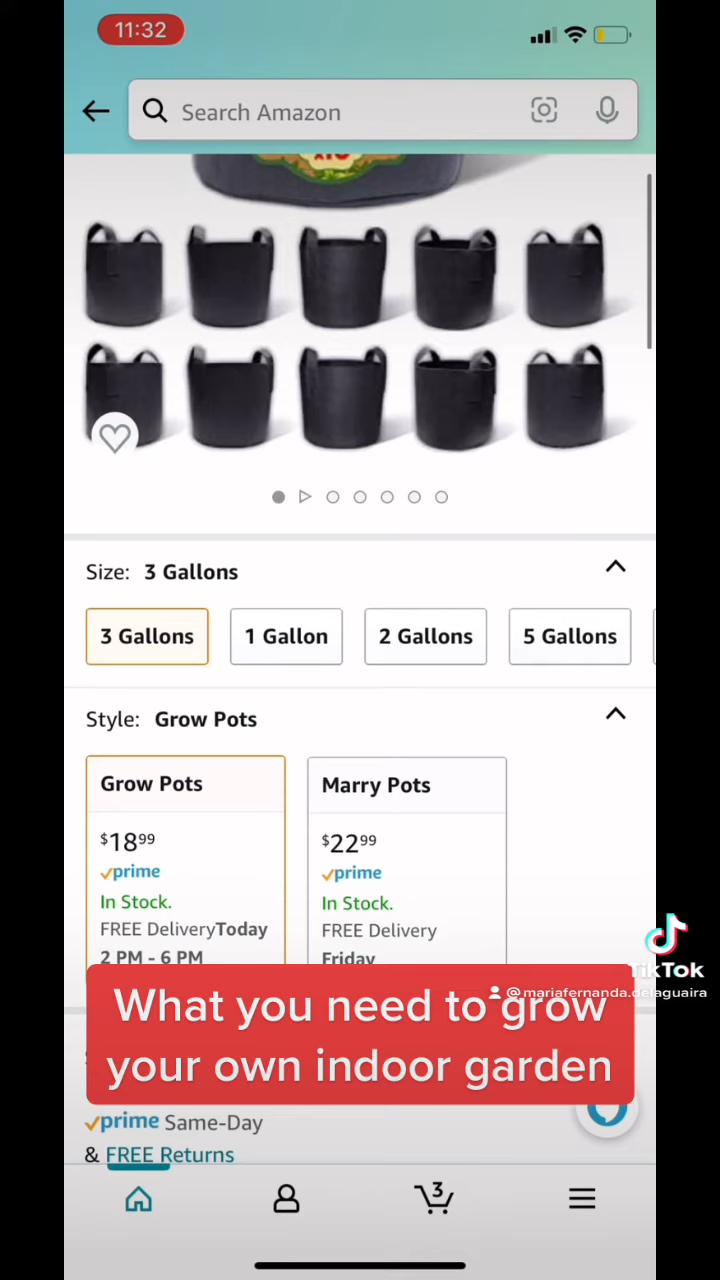 11:32
Search Amazon
x10
Size: 3 Gallons
3 Gallons
1 Gallon
2 Gallons
5 Gallons
Style: Grow Pots
Grow Pots
$18.99
prime
In Stock.
FREE DeliveryToday
2 PM - 6 PM
Marry Pots
$22.99
prime
In Stock.
FREE Delivery
Friday
TikTok
@mariafernanda.delaguaira
What you need to grow
your own indoor garden
prime Same-Day
& FREE Returns
3